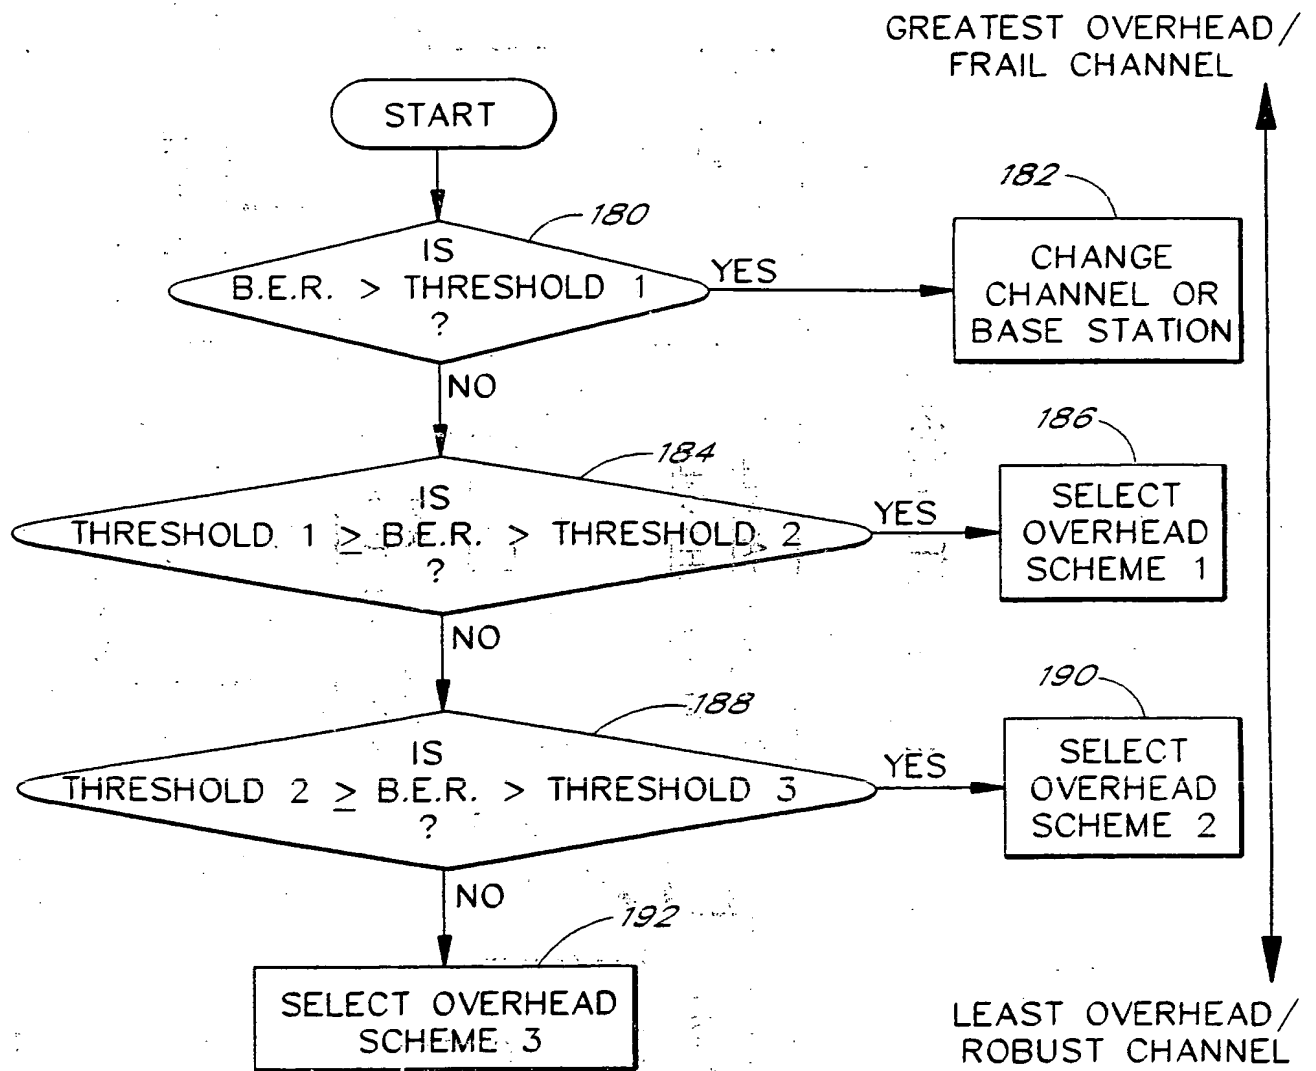 GREATEST OVERHEAD/
FRAIL CHANNEL
START
180
182
IS
B.E.R. > THRESHOLD 1
?
YES
CHANGE
CHANNEL OR
BASE STATION
NO
184
186
IS
THRESHOLD 1 ≥ B.E.R. > THRESHOLD 2
?
YES
SELECT
OVERHEAD
SCHEME 1
NO
188
190
IS
THRESHOLD 2 ≥ B.E.R. > THRESHOLD 3
?
YES
SELECT
OVERHEAD
SCHEME 2
NO
192
SELECT OVERHEAD
SCHEME 3
LEAST OVERHEAD/
ROBUST CHANNEL